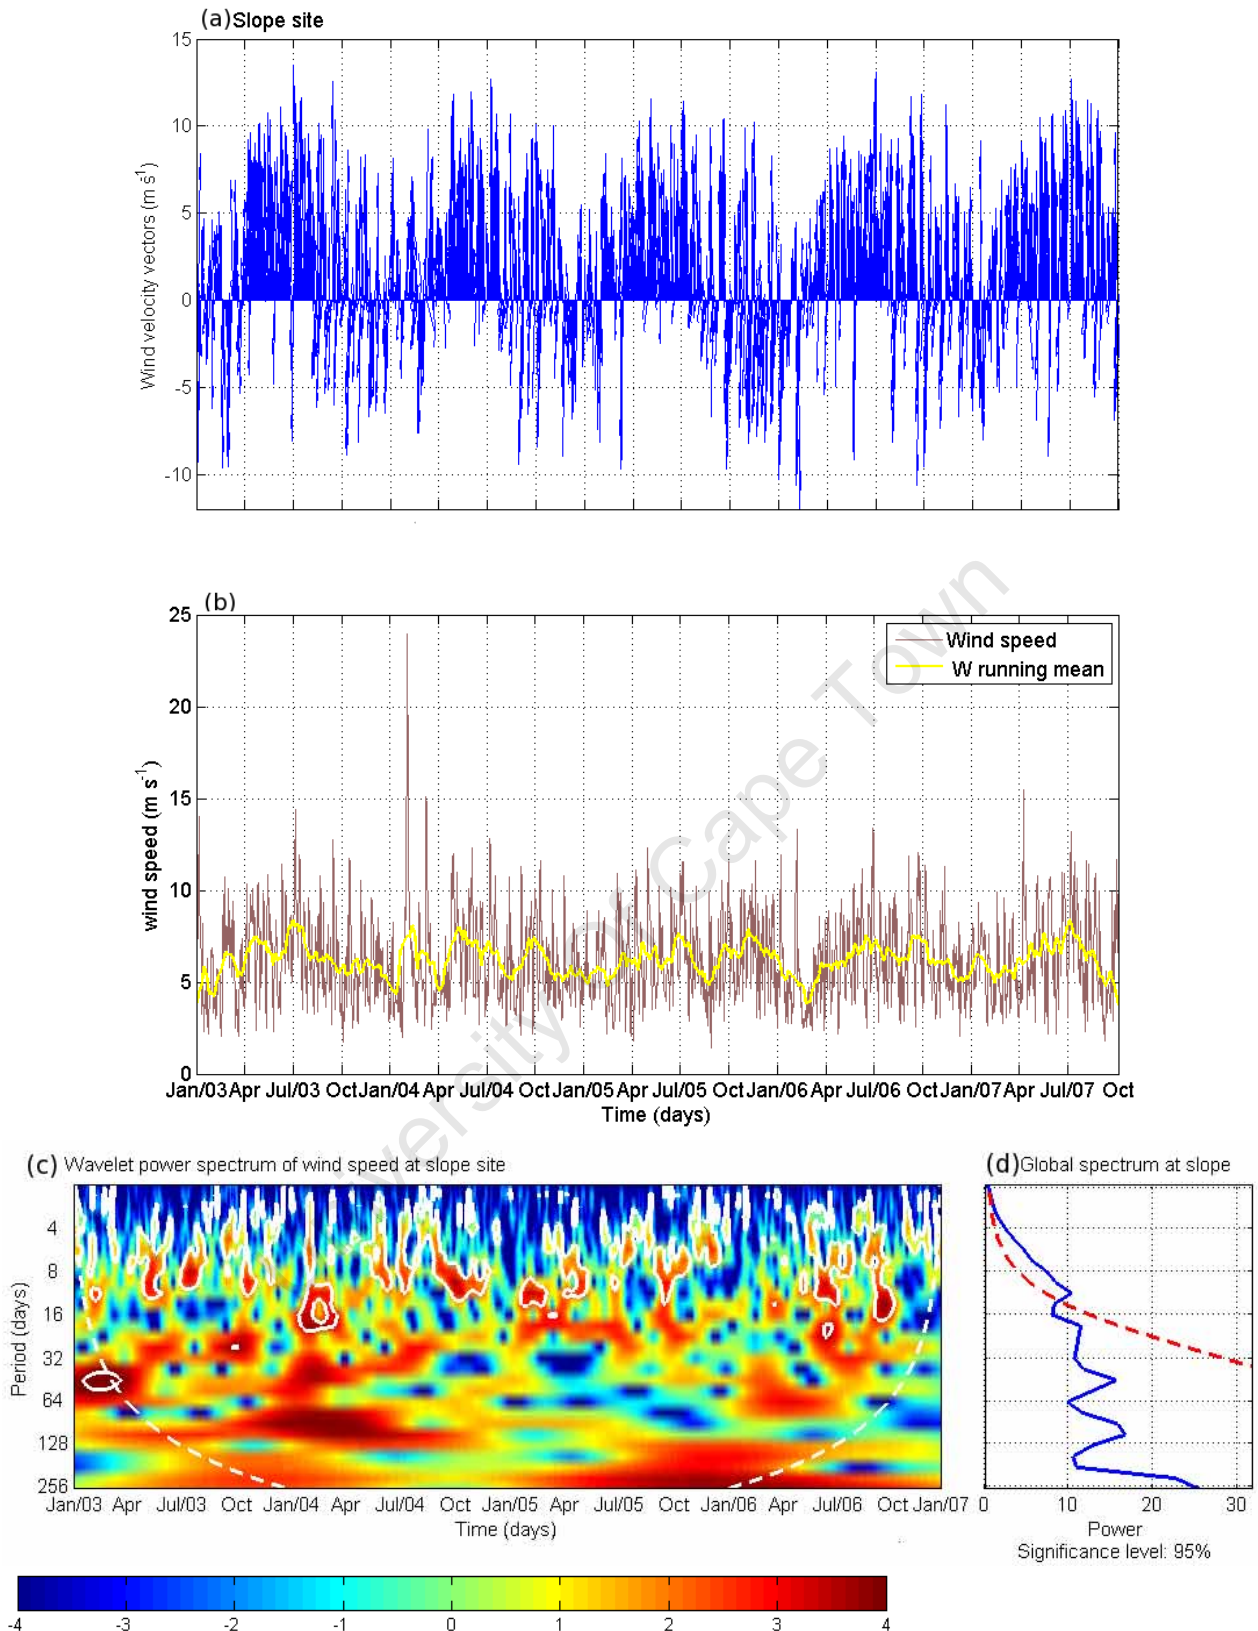 (a) Slope site
15
10
5
0
-5
-10
Wind velocity vectors (m s⁻¹)
(b)
25
20
15
10
5
0
wind speed (m s⁻¹)
Wind speed
W running mean
Jan/03 Apr Jul/03 Oct Jan/04 Apr Jul/04 Oct Jan/05 Apr Jul/05 Oct Jan/06 Apr Jul/06 Oct Jan/07 Apr Jul/07 Oct
Time (days)
University of Cape Town
(c) Wavelet power spectrum of wind speed at slope site
4
8
16
32
64
128
256
Period (days)
Jan/03 Apr Jul/03 Oct Jan/04 Apr Jul/04 Oct Jan/05 Apr Jul/05 Oct Jan/06 Apr Jul/06 Oct Jan/07
Time (days)
(d) Global spectrum at slope
0 10 20 30
Power
Significance level: 95%
-4 -3 -2 -1 0 1 2 3 4